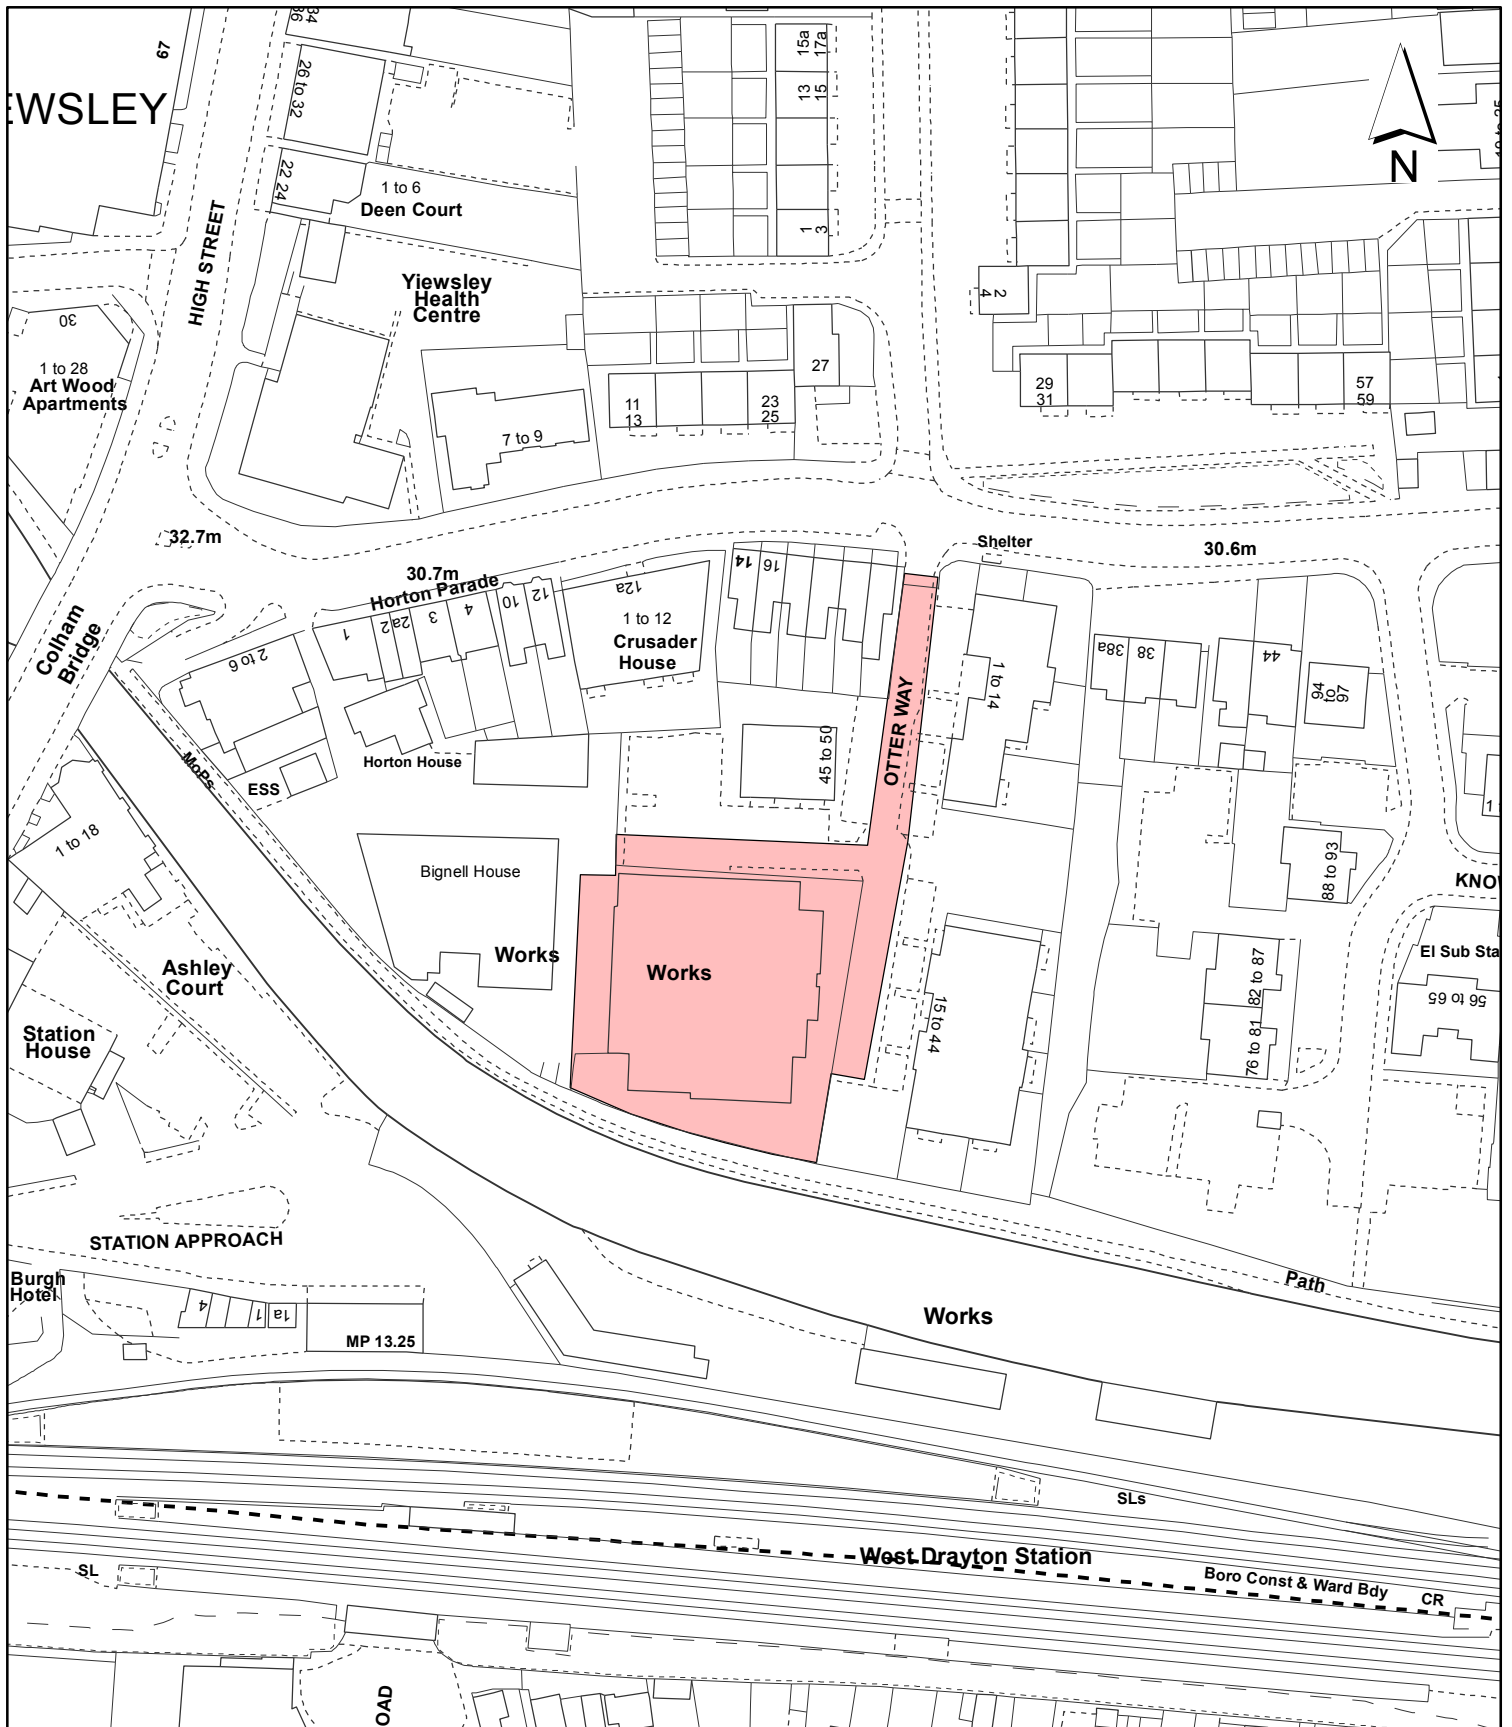 34
36
67
26 to 32
15a
17a
13
15
EWSLEY
N
22 24
1 to 6
Deen Court
1
3
HIGH STREET
Yiewsley
Health
Centre
2
4
30
1 to 28
Art Wood
Apartments
27
11
13
23
25
7 to 9
29
31
57
59
32.7m
Shelter
30.6m
30.7m
Horton Parade
14
16
12a
1
2
2a
3
4
10
12
1 to 12
Crusader
House
Colham
Bridge
2 to 6
1 to 14
38a
38
44
94
to
97
OTTER WAY
45 to 50
MoPs
ESS
Horton House
1 to 18
1
Bignell House
88 to 93
KNOW
Works
Works
Ashley
Court
El Sub Sta
82 to 87
56 to 65
Station
House
15 to 44
76 to 81
STATION APPROACH
Burgh
Hotel
4
1
1a
MP 13.25
Path
Works
SLs
West Drayton Station
SL
Boro Const & Ward Bdy
CR
OAD